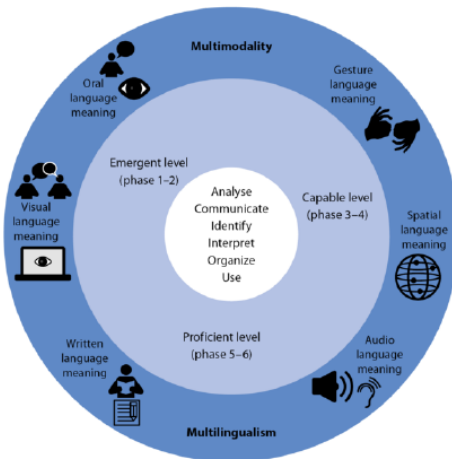 Multimodality
Oral
language
meaning
Gesture
language
meaning
Emergent level
(phase 1–2)
Analyse
Communicate
Identify
Interpret
Organize
Use
Capable level
(phase 3–4)
Visual
language
meaning
Spatial
language
meaning
Proficient level
(phase 5–6)
Written
language
meaning
Audio
language
meaning
Multilingualism